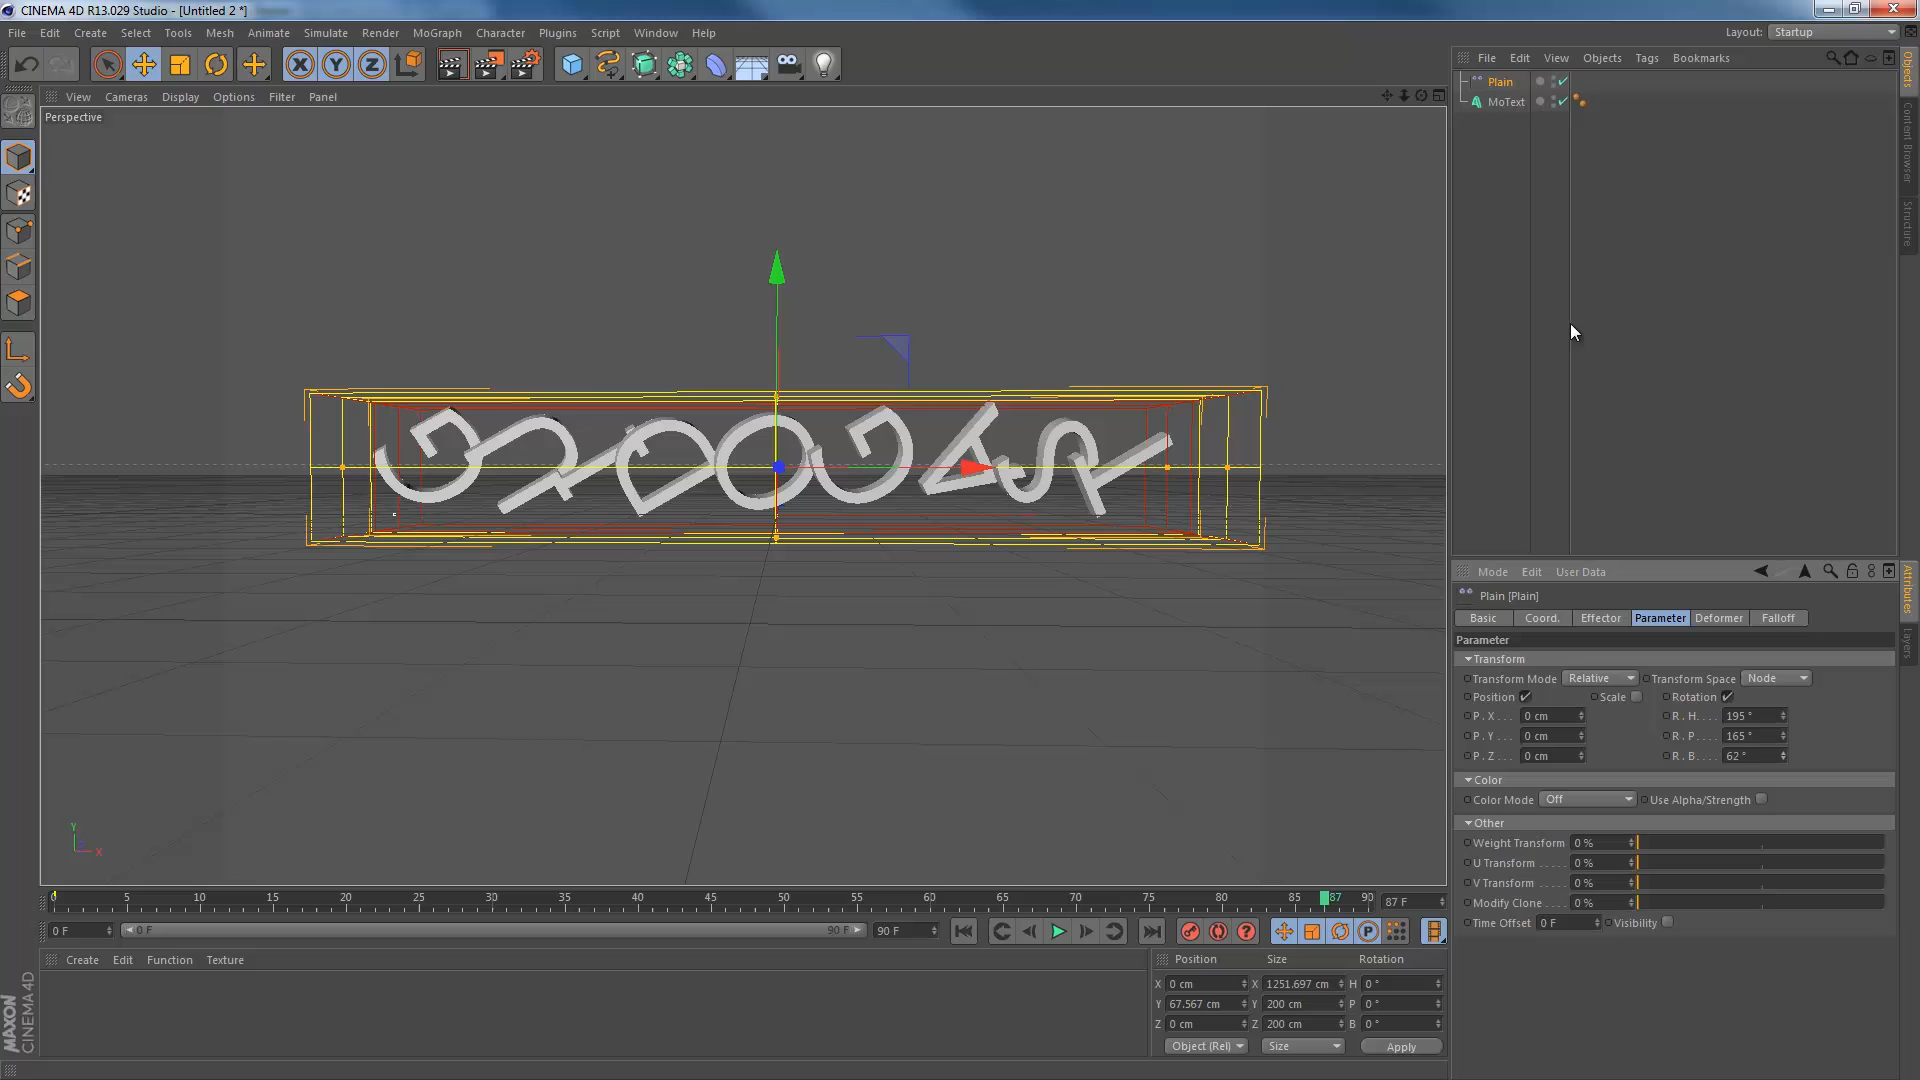 CINEMA 4D R13.029 Studio - [Untitled 2 *]
File Edit Create Select Tools Mesh Animate Simulate Render MoGraph Character Plugins Script Window Help
Layout: Startup
View Cameras Display Options Filter Panel
Perspective
Y
X
0 5 10 15 20 25 30 35 40 45 50 55 60 65 70 75 80 85 87 90
87 F
0 F
0 F
90 F
90 F
Create Edit Function Texture
Position Size Rotation
X 0 cm X 1251.697 cm H 0 °
Y 67.567 cm Y 200 cm P 0 °
Z 0 cm Z 200 cm B 0 °
Object (Rel) Size Apply
MAXON
CINEMA 4D
File Edit View Objects Tags Bookmarks
Plain
MoText
Objects
Content Browser
Structure
Mode Edit User Data
Plain [Plain]
Basic Coord. Effector Parameter Deformer Falloff
Parameter
Transform
Transform Mode Relative Transform Space Node
Position Scale Rotation
P . X . . . 0 cm R . H. . . . 195 °
P . Y . . . 0 cm R . P. . . . 165 °
P . Z . . . 0 cm R . B. . . . 62 °
Color
Color Mode Off Use Alpha/Strength
Other
Weight Transform 0 %
U Transform . . . . . 0 %
V Transform . . . . . 0 %
Modify Clone . . . . 0 %
Time Offset 0 F Visibility
Attributes
Layers